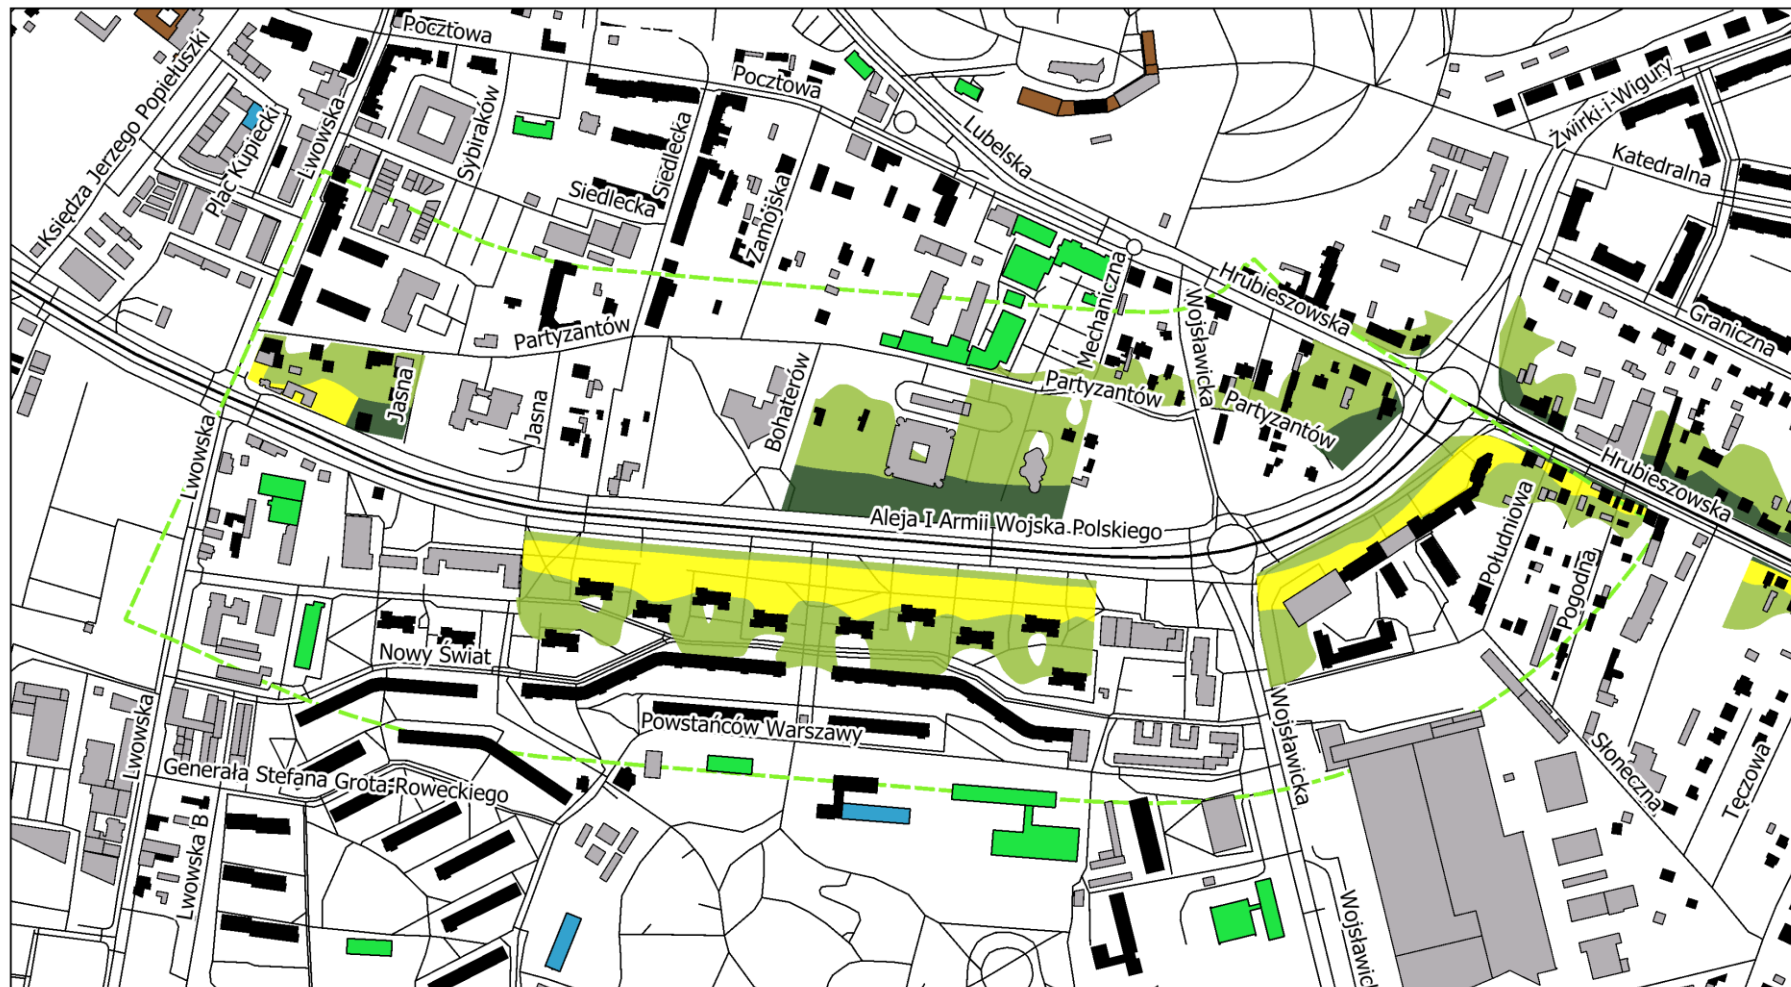 Pocztowa
Pocztowa
Księdza Jerzego Popiełuszki
Plac Kupiecki
Lwowska
Sybiraków
Siedlecka
Siedlecka
Zamojska
Lubelska
Żwirki-i-Wigury
Katedralna
Graniczna
Hrubieszowska
Mechaniczna
Wojsławicka
Partyzantów
Partyzantów
Partyzantów
Jasna
Jasna
Bohaterów
Lwowska
Aleja I Armii Wojska Polskiego
Hrubieszowska
Południowa
Pogodna
Nowy Świat
Powstańców Warszawy
Wojsławicka
Lwowska
Generała Stefana Grota-Roweckiego
Słoneczna
Tęczowa
Lwowska B
Wojsławick